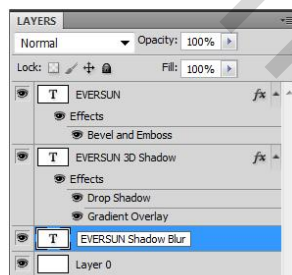 LAYERS
Normal Opacity: 100%
Lock: Fill: 100%
T EVERSUN fx
Effects
Bevel and Emboss
T EVERSUN 3D Shadow fx
Effects
Drop Shadow
Gradient Overlay
T EVERSUN Shadow Blur
Layer 0